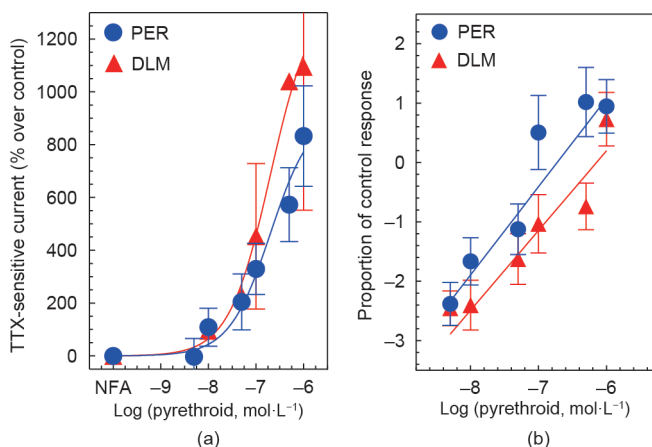 PER
DLM
TTX-sensitive current (% over control)
1200
1000
800
600
400
200
0
NFA –9 –8 –7 –6
Log (pyrethroid, mol·L⁻¹)
(a)
PER
DLM
Proportion of control response
2
1
0
–1
–2
–3
–8 –7 –6
Log (pyrethroid, mol·L⁻¹)
(b)